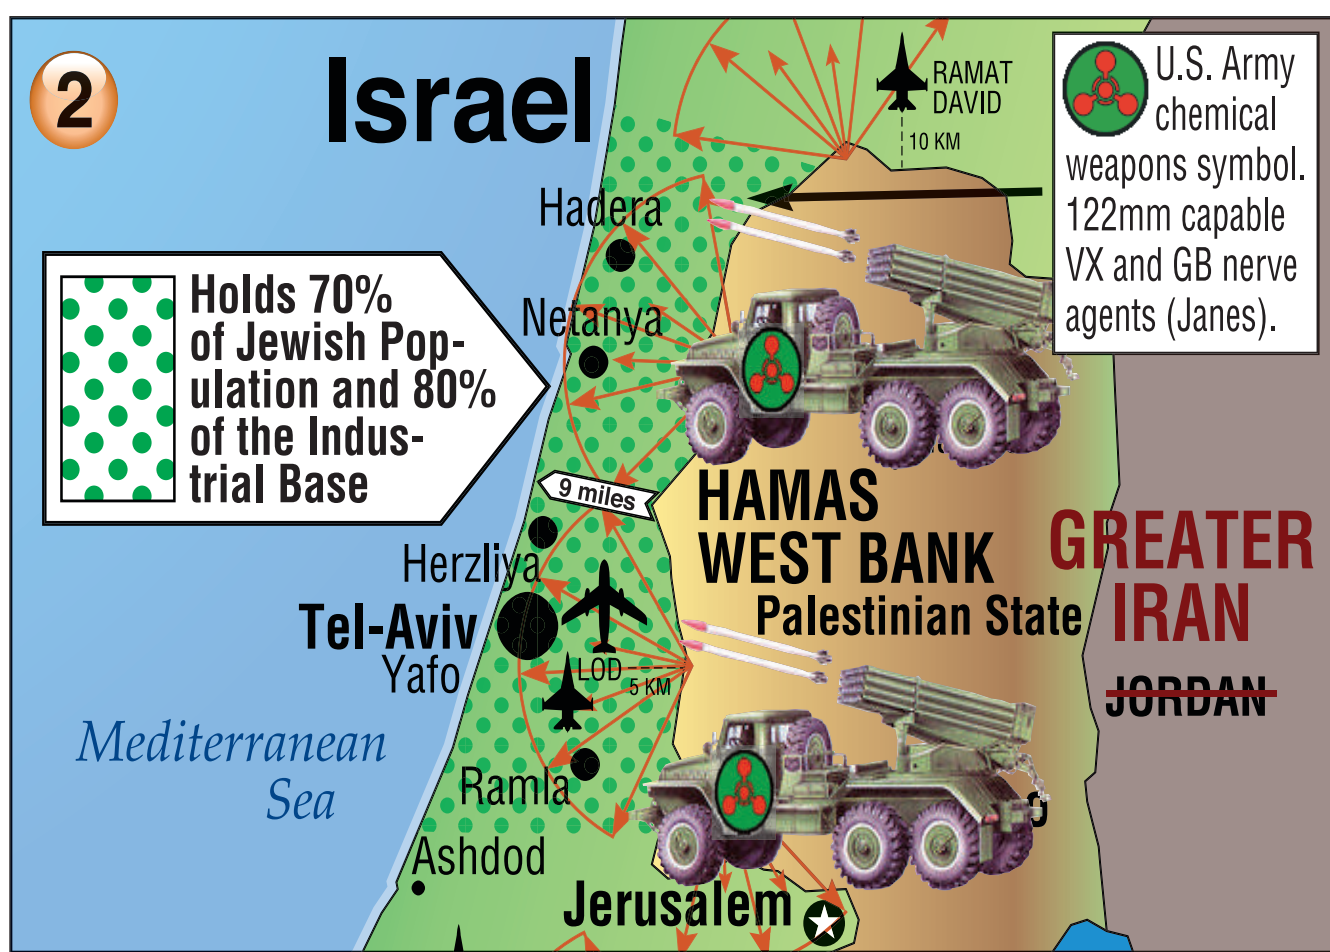 2
Israel
RAMAT
DAVID
10 KM
U.S. Army
chemical
weapons symbol.
122mm capable
VX and GB nerve
agents (Janes).
Hadera
Holds 70%
of Jewish Pop-
ulation and 80%
of the Indus-
trial Base
Netanya
9 miles
HAMAS
WEST BANK
Palestinian State
GREATER
IRAN
JORDAN
Herzliya
Tel-Aviv
Yafo
LOD
5 KM
Mediterranean
Sea
Ramla
Ashdod
Jerusalem